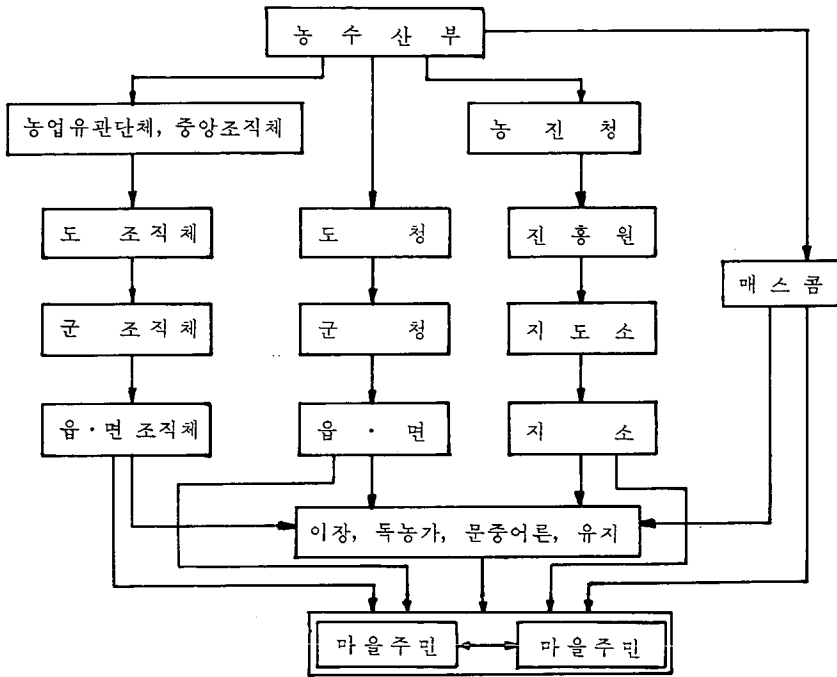 농 수 산 부
농업유관단체, 중앙조직체
농 진 청
도 조직체
도 청
진 흥 원
매 스 콤
군 조직체
군 청
지 도 소
읍 · 면 조직체
읍 · 면
지 소
이장, 독농가, 문중어른, 유지
마을주민
마을주민